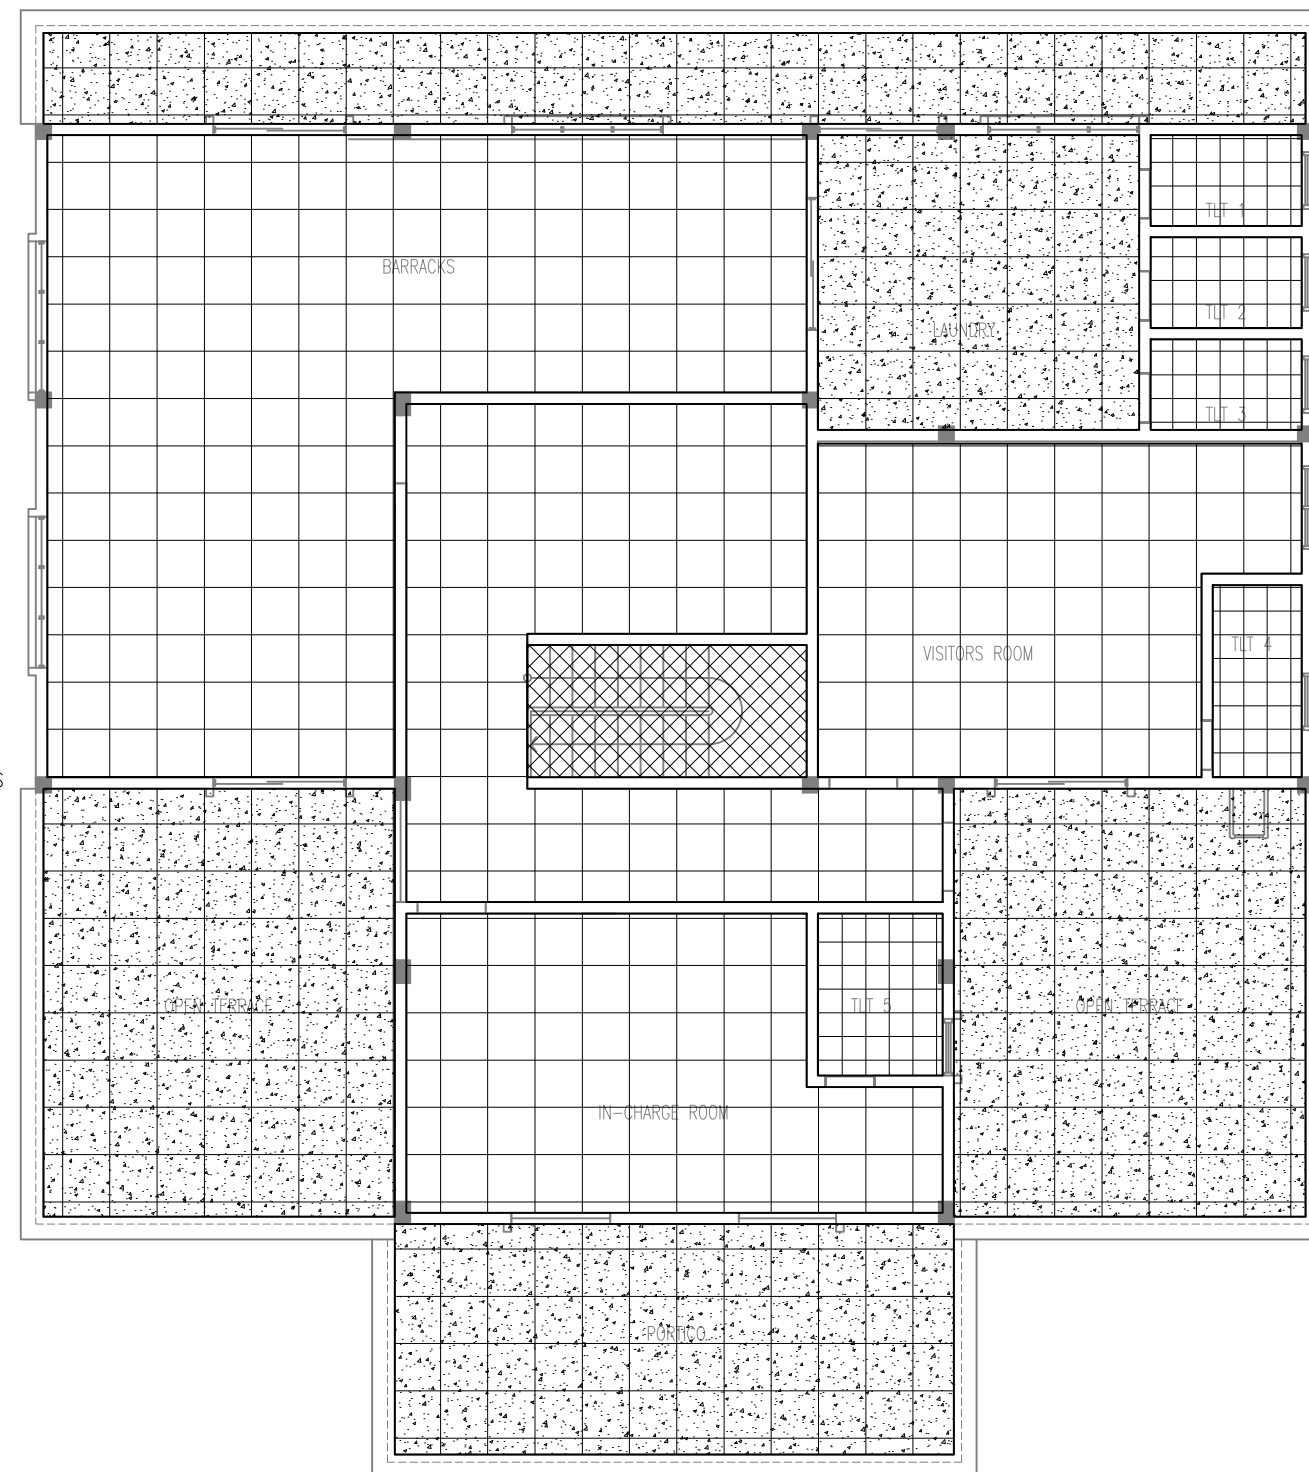 BARRACKS
TLT 1
TLT 2
LAUNDRY
TLT 3
TLT 4
VISITORS ROOM
S
OPEN TERRACE
TLT 5
OPEN TERRACE
IN-CHARGE ROOM
PORTICO